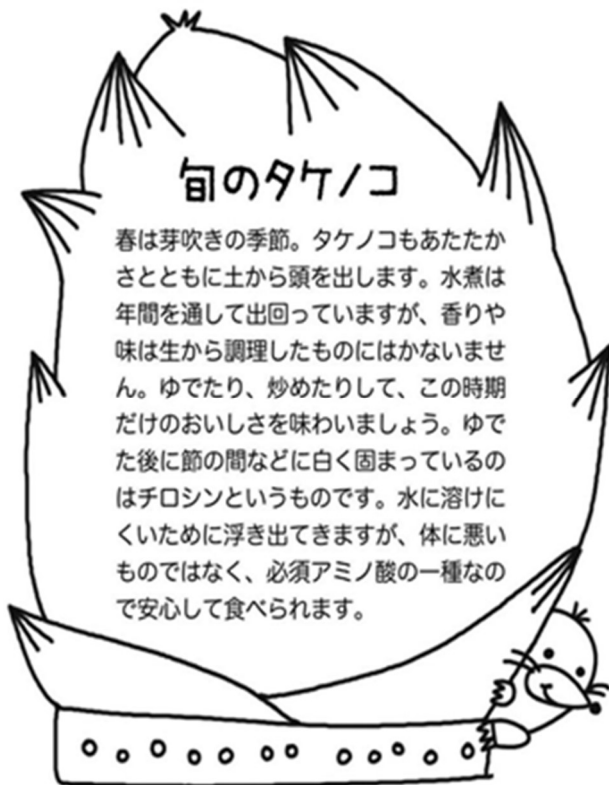 旬のタケノコ
春は芽吹きの季節。タケノコもあたたか
さとともに土から頭を出します。水煮は
年間を通して出回っていますが、香りや
味は生から調理したものにはかないませ
ん。ゆでたり、炒めたりして、この時期
だけのおいしさを味わいましょう。ゆで
た後に節の間などに白く固まっているの
はチロシンというものです。水に溶けに
くいために浮き出てきますが、体に悪い
ものではなく、必須アミノ酸の一種なの
で安心して食べられます。